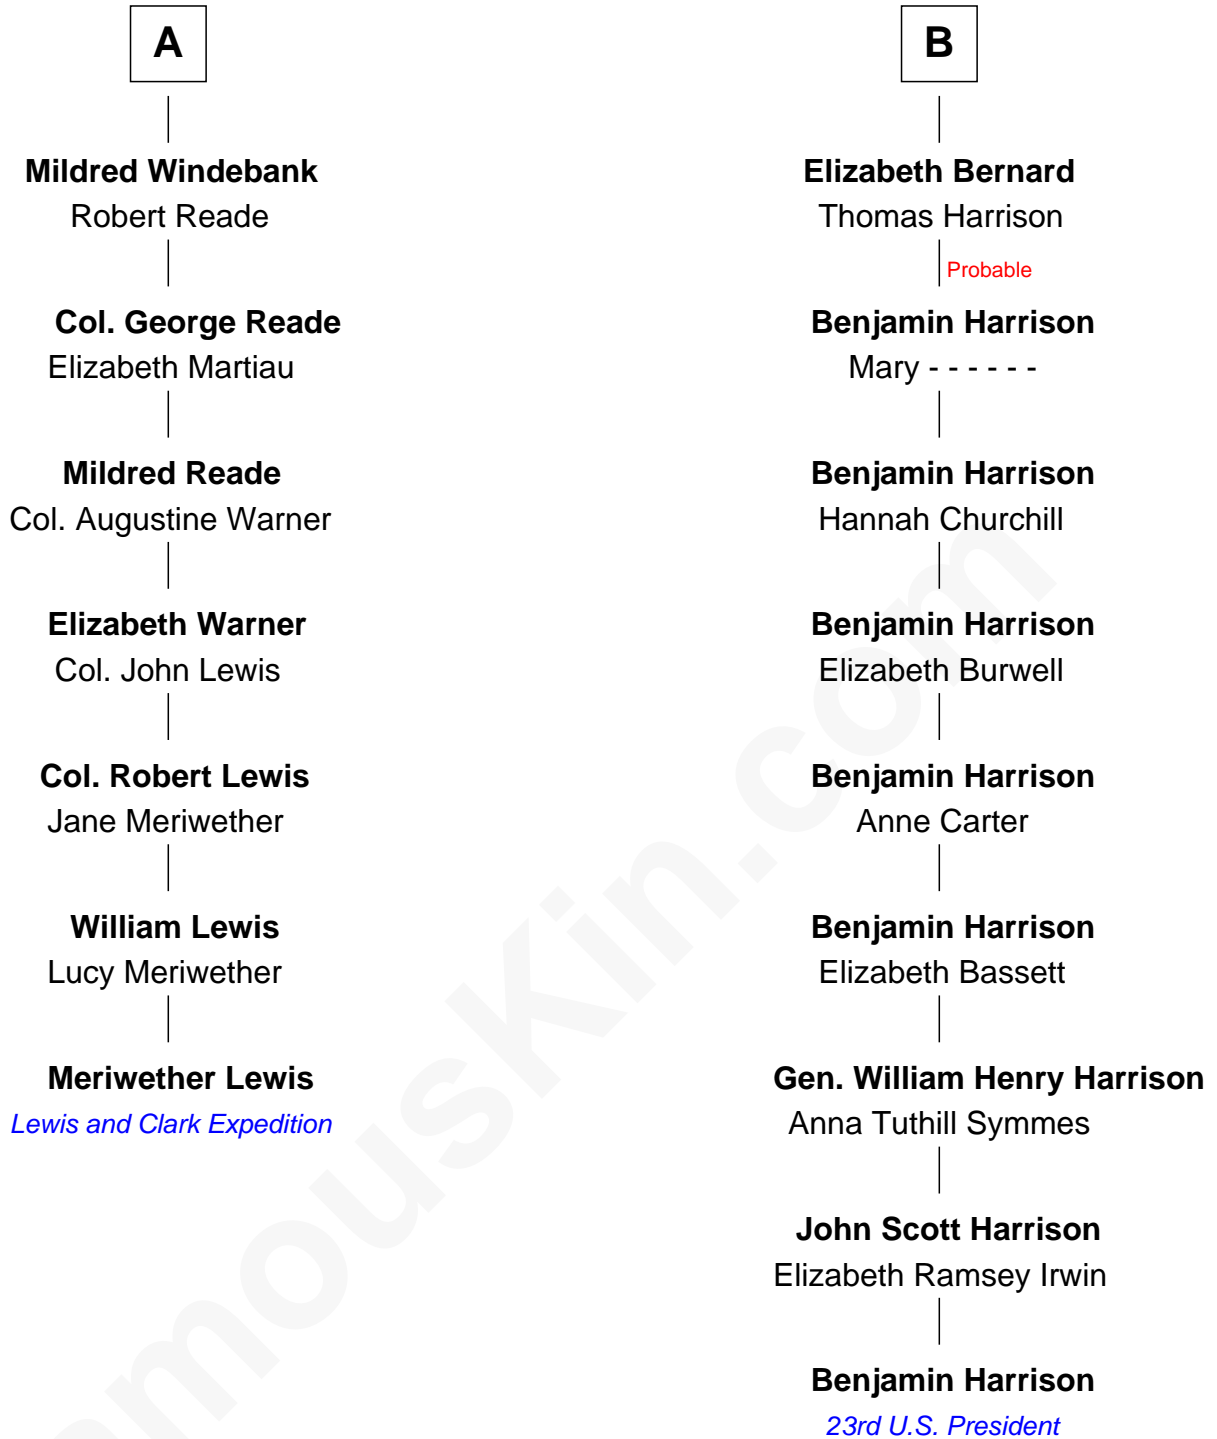 A
Mildred Windebank
Robert Reade
Col. George Reade
Elizabeth Martiau
Mildred Reade
Col. Augustine Warner
Elizabeth Warner
Col. John Lewis
Col. Robert Lewis
Jane Meriwether
William Lewis
Lucy Meriwether
Meriwether Lewis
Lewis and Clark Expedition
B
Elizabeth Bernard
Thomas Harrison
Probable
Benjamin Harrison
Mary - - - - - -
Benjamin Harrison
Hannah Churchill
Benjamin Harrison
Elizabeth Burwell
Benjamin Harrison
Anne Carter
Benjamin Harrison
Elizabeth Bassett
Gen. William Henry Harrison
Anna Tuthill Symmes
John Scott Harrison
Elizabeth Ramsey Irwin
Benjamin Harrison
23rd U.S. President
amouskin.com